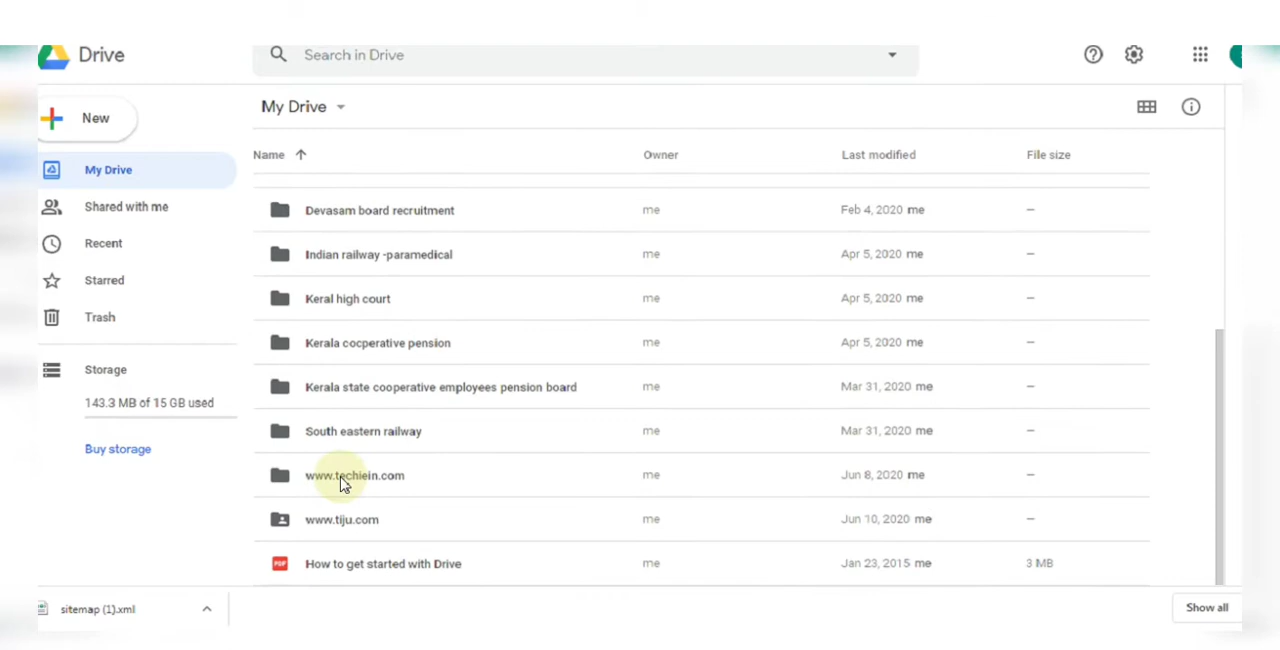 Drive
Search in Drive
New
My Drive
My Drive
Shared with me
Recent
Starred
Trash
Storage
143.3 MB of 15 GB used
Buy storage
Name Owner Last modified File size
Devasam board recruitment me Feb 4, 2020 me –
Indian railway -paramedical me Apr 5, 2020 me –
Keral high court me Apr 5, 2020 me –
Kerala cocperative pension me Apr 5, 2020 me –
Kerala state cooperative employees pension board me Mar 31, 2020 me –
South eastern railway me Mar 31, 2020 me –
www.techiein.com me Jun 8, 2020 me –
www.tiju.com me Jun 10, 2020 me –
PDF How to get started with Drive me Jan 23, 2015 me 3 MB
sitemap (1).xml Show all